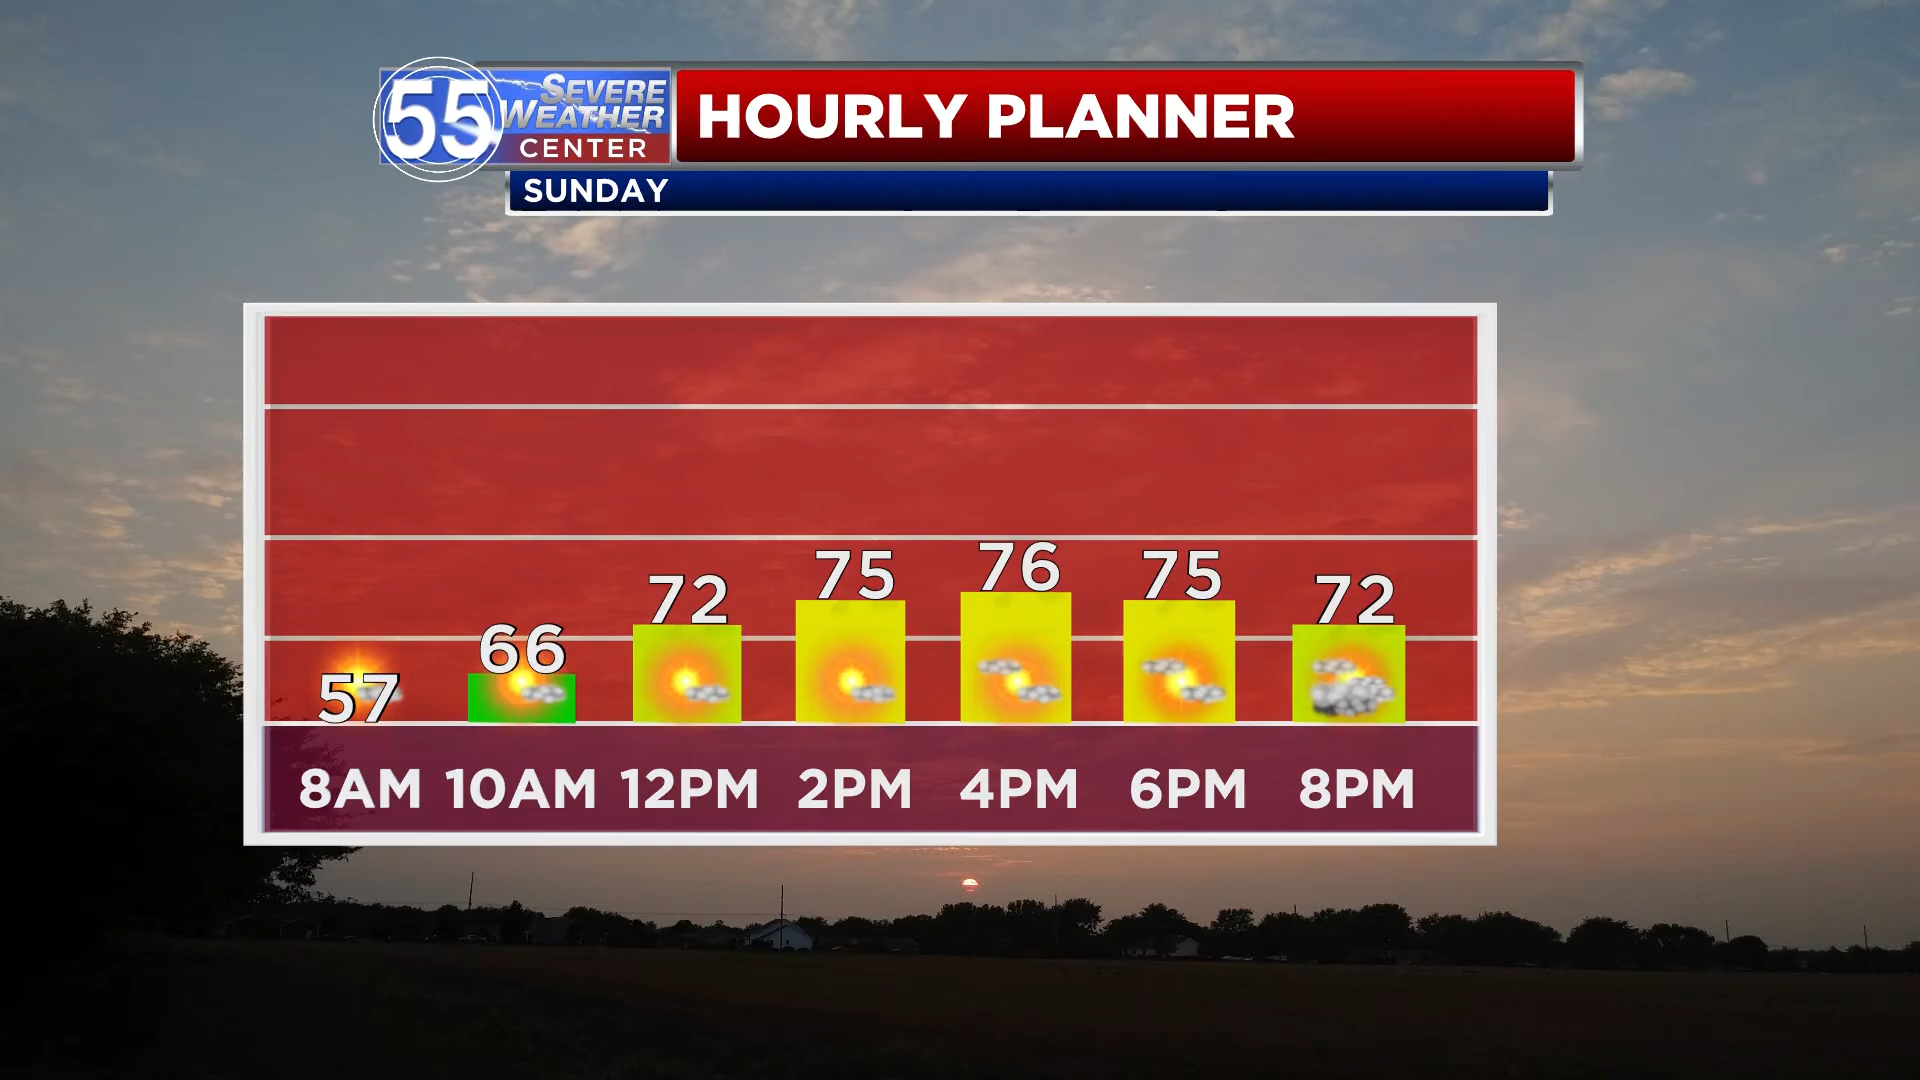 55 SEVERE WEATHER CENTER
HOURLY PLANNER
SUNDAY
57 66 72 75 76 75 72
8AM 10AM 12PM 2PM 4PM 6PM 8PM